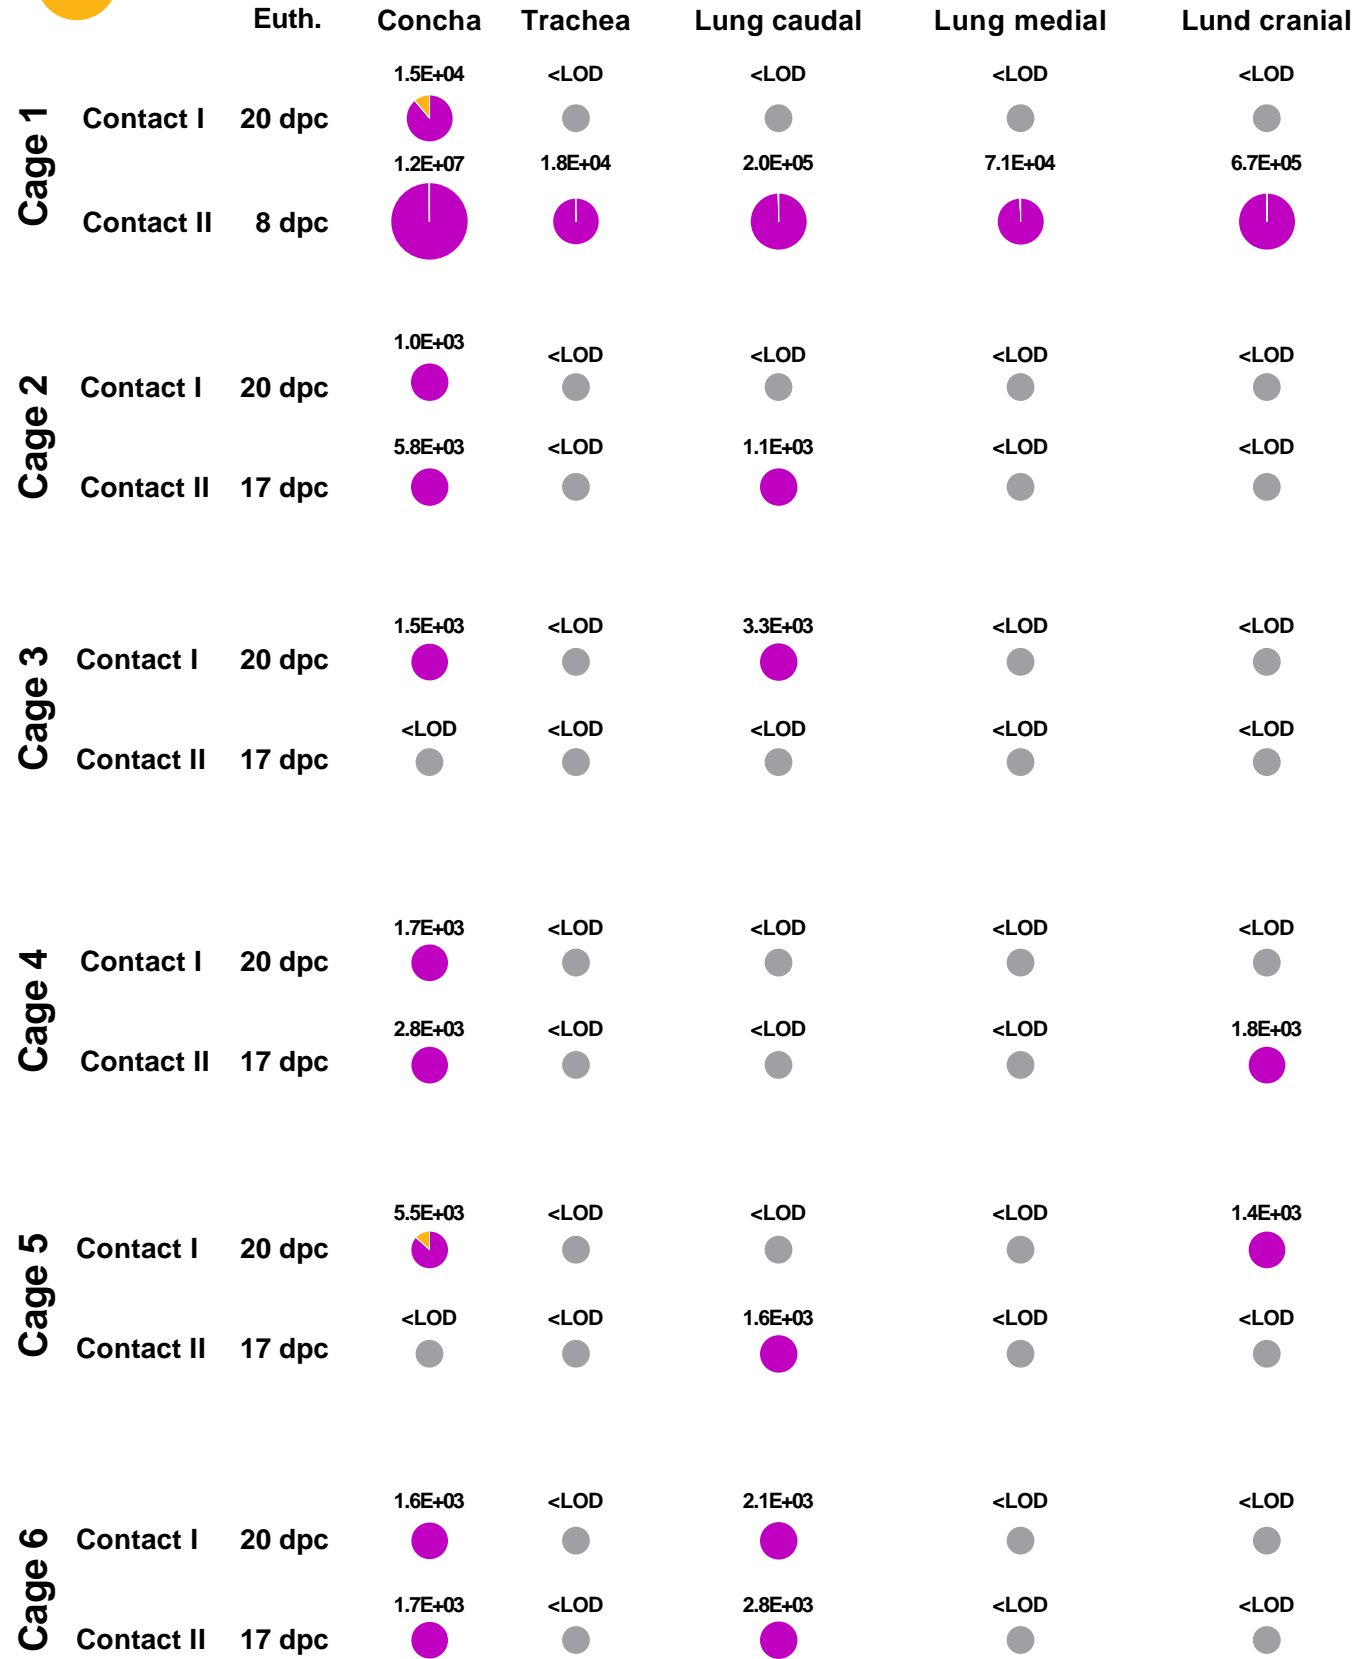 Euth. Concha Trachea Lung caudal Lung medial Lund cranial
1.5E+04 <LOD <LOD <LOD <LOD
Cage 1
Contact I 20 dpc
1.2E+07 1.8E+04 2.0E+05 7.1E+04 6.7E+05
Contact II 8 dpc
1.0E+03 <LOD <LOD <LOD <LOD
Cage 2
Contact I 20 dpc
5.8E+03 <LOD 1.1E+03 <LOD <LOD
Contact II 17 dpc
1.5E+03 <LOD 3.3E+03 <LOD <LOD
Cage 3
Contact I 20 dpc
<LOD <LOD <LOD <LOD <LOD
Contact II 17 dpc
1.7E+03 <LOD <LOD <LOD <LOD
Cage 4
Contact I 20 dpc
2.8E+03 <LOD <LOD <LOD 1.8E+03
Contact II 17 dpc
5.5E+03 <LOD <LOD <LOD 1.4E+03
Cage 5
Contact I 20 dpc
<LOD <LOD 1.6E+03 <LOD <LOD
Contact II 17 dpc
1.6E+03 <LOD 2.1E+03 <LOD <LOD
Cage 6
Contact I 20 dpc
1.7E+03 <LOD 2.8E+03 <LOD <LOD
Contact II 17 dpc